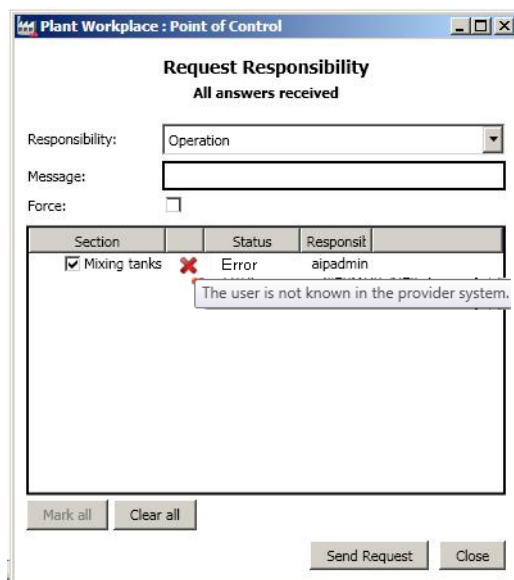 Plant Workplace : Point of Control
Request Responsibility
All answers received
Responsibility: Operation
Message:
Force:
Section Status Responsil
Mixing tanks Error aipadmin
The user is not known in the provider system.
Mark all Clear all
Send Request Close